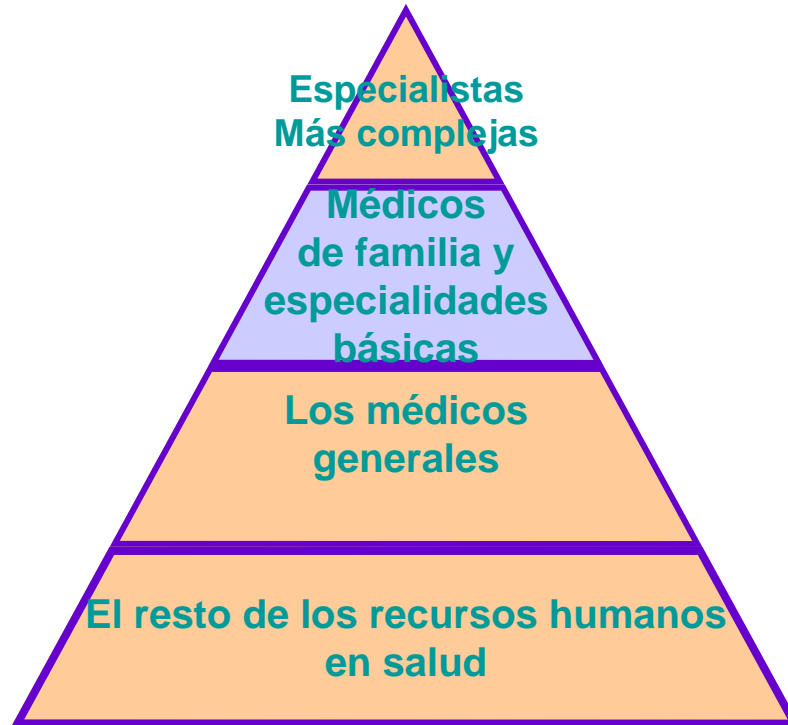 Especialistas
Más complejas
Médicos
de familia y
especialidades
básicas
Los médicos
generales
El resto de los recursos humanos
en salud